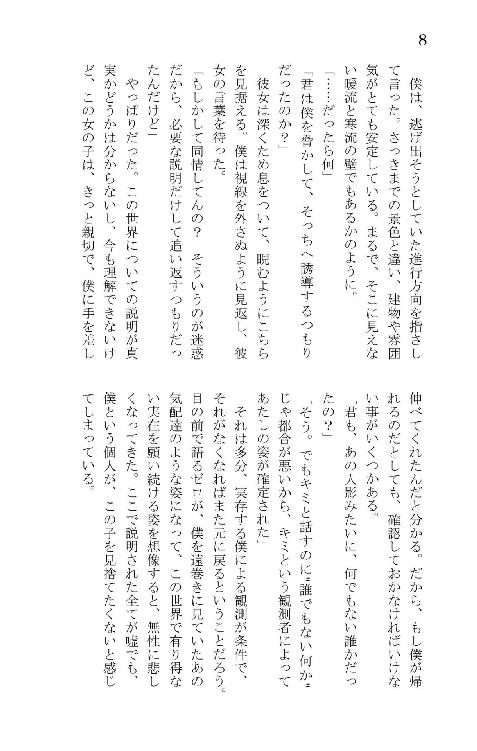 8
　僕は、逃げ出そうとしていた進行方向を指さし
て言った。さっきまでの景色と違い、建物や雰囲
気がとても安定している。まるで、そこに見えな
い暖流と寒流の壁でもあるかのように。
「……だったら何」
「君は僕を脅かして、そっちへ誘導するつもり
だったのか？」
　彼女は深くため息をついて、睨むようにこちら
を見据える。僕は視線を外さぬように見返し、彼
女の言葉を待った。
「もしかして同情してんの？　そういうのが迷惑
だから、必要な説明だけして追い返すつもりだっ
たんだけど」
　やっぱりだった。この世界についての説明が真
実かどうかは分からないし、今も理解できないけ
ど、この女の子は、きっと親切で、僕に手を差し
伸べてくれたんだと分かる。だから、もし僕が帰
れるのだとしても、確認しておかなければいけな
い事がいくつかある。
「君も、あの人影みたいに、何でもない誰かだっ
たの？」
「そう。でもキミと話すのに〝誰でもない何か〟
じゃ都合が悪いから、キミという観測者によって
あたしの姿が確定された」
　それは多分、実存する僕による観測が条件で、
それがなくなればまた元に戻るということだろう。
目の前で語るゼロが、僕を遠巻きに見ていたあの
気配達のような姿になって、この世界で有り得な
い実在を願い続ける姿を想像すると、無性に悲し
くなってきた。ここで説明された全てが嘘でも、
僕という個人が、この子を見捨てたくないと感じ
てしまっている。